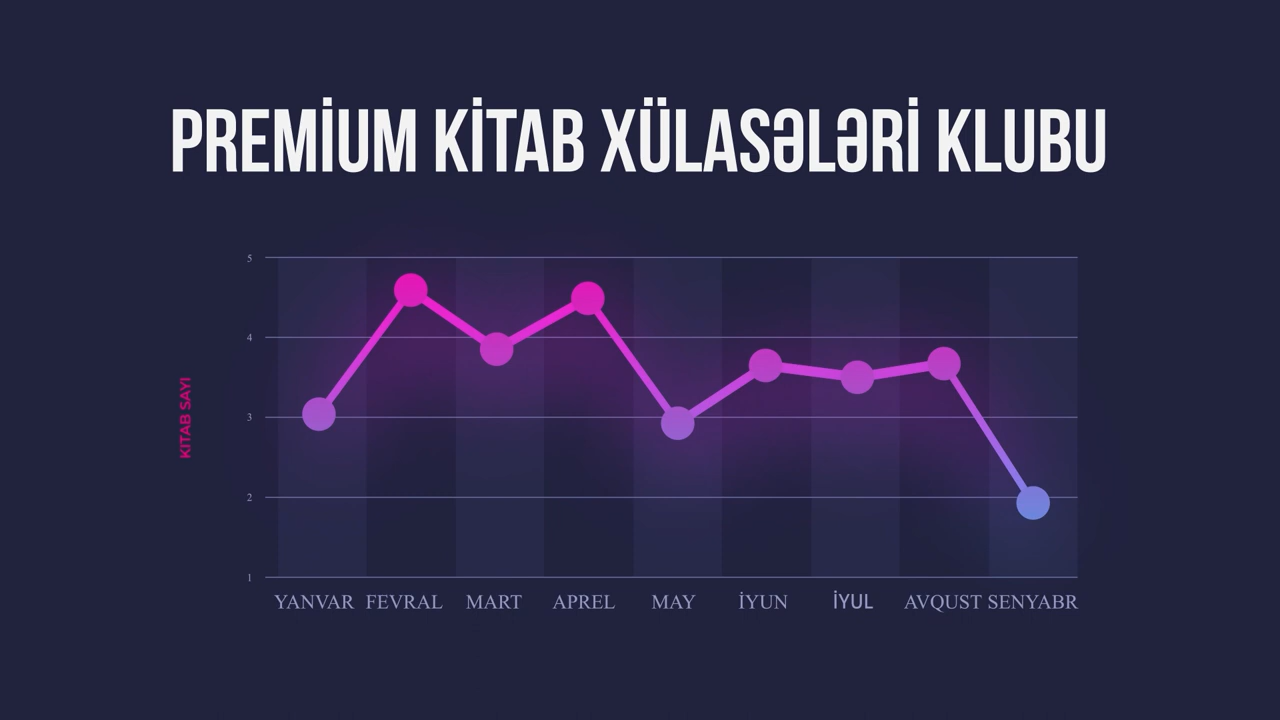 PREMİUM KİTAB XÜLASƏLƏRİ KLUBU
KITAB SAYI
5
4
3
2
1
YANVAR FEVRAL MART APREL MAY İYUN İYUL AVQUST SENYABR